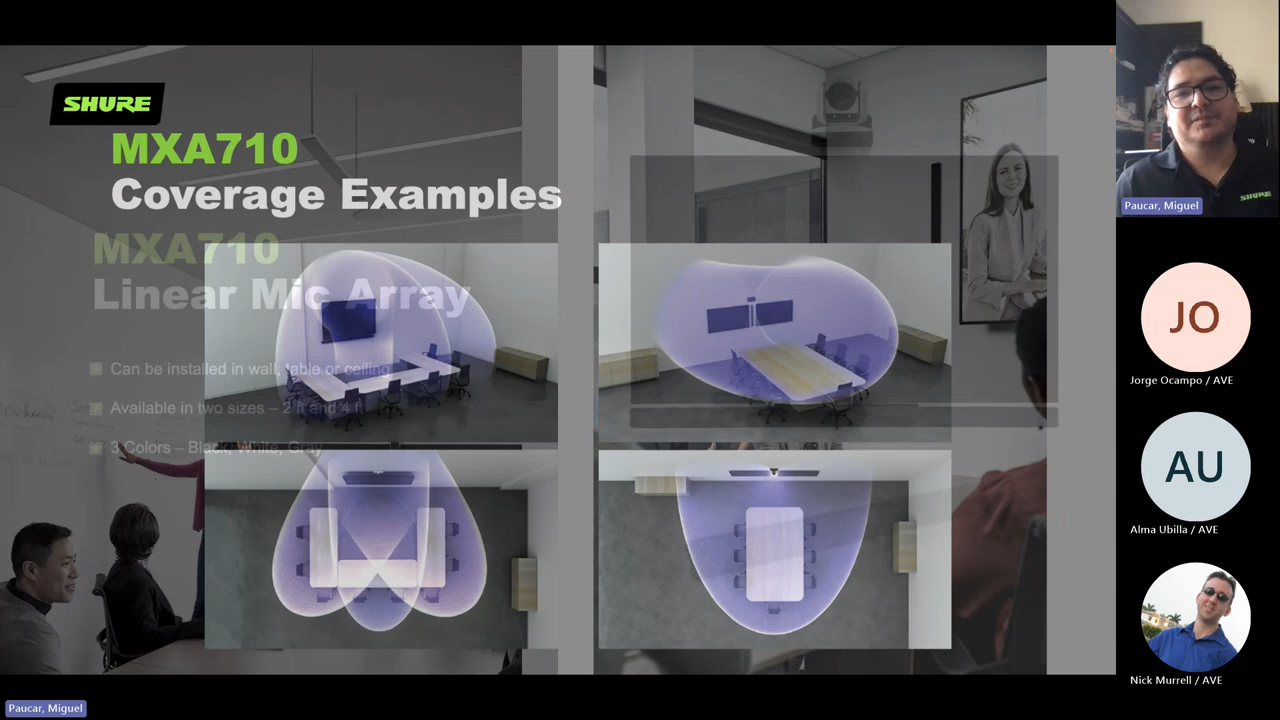 SHURE
MXA710
Coverage Examples
MXA710
Linear Mic Array
Can be installed in wall, table or ceiling
Available in two sizes – 2 ft and 4 ft
3 Colors – Black, White, Gray
SHURE
Paucar, Miguel
JO
Jorge Ocampo / AVE
AU
Alma Ubilla / AVE
Nick Murrell / AVE
Paucar, Miguel